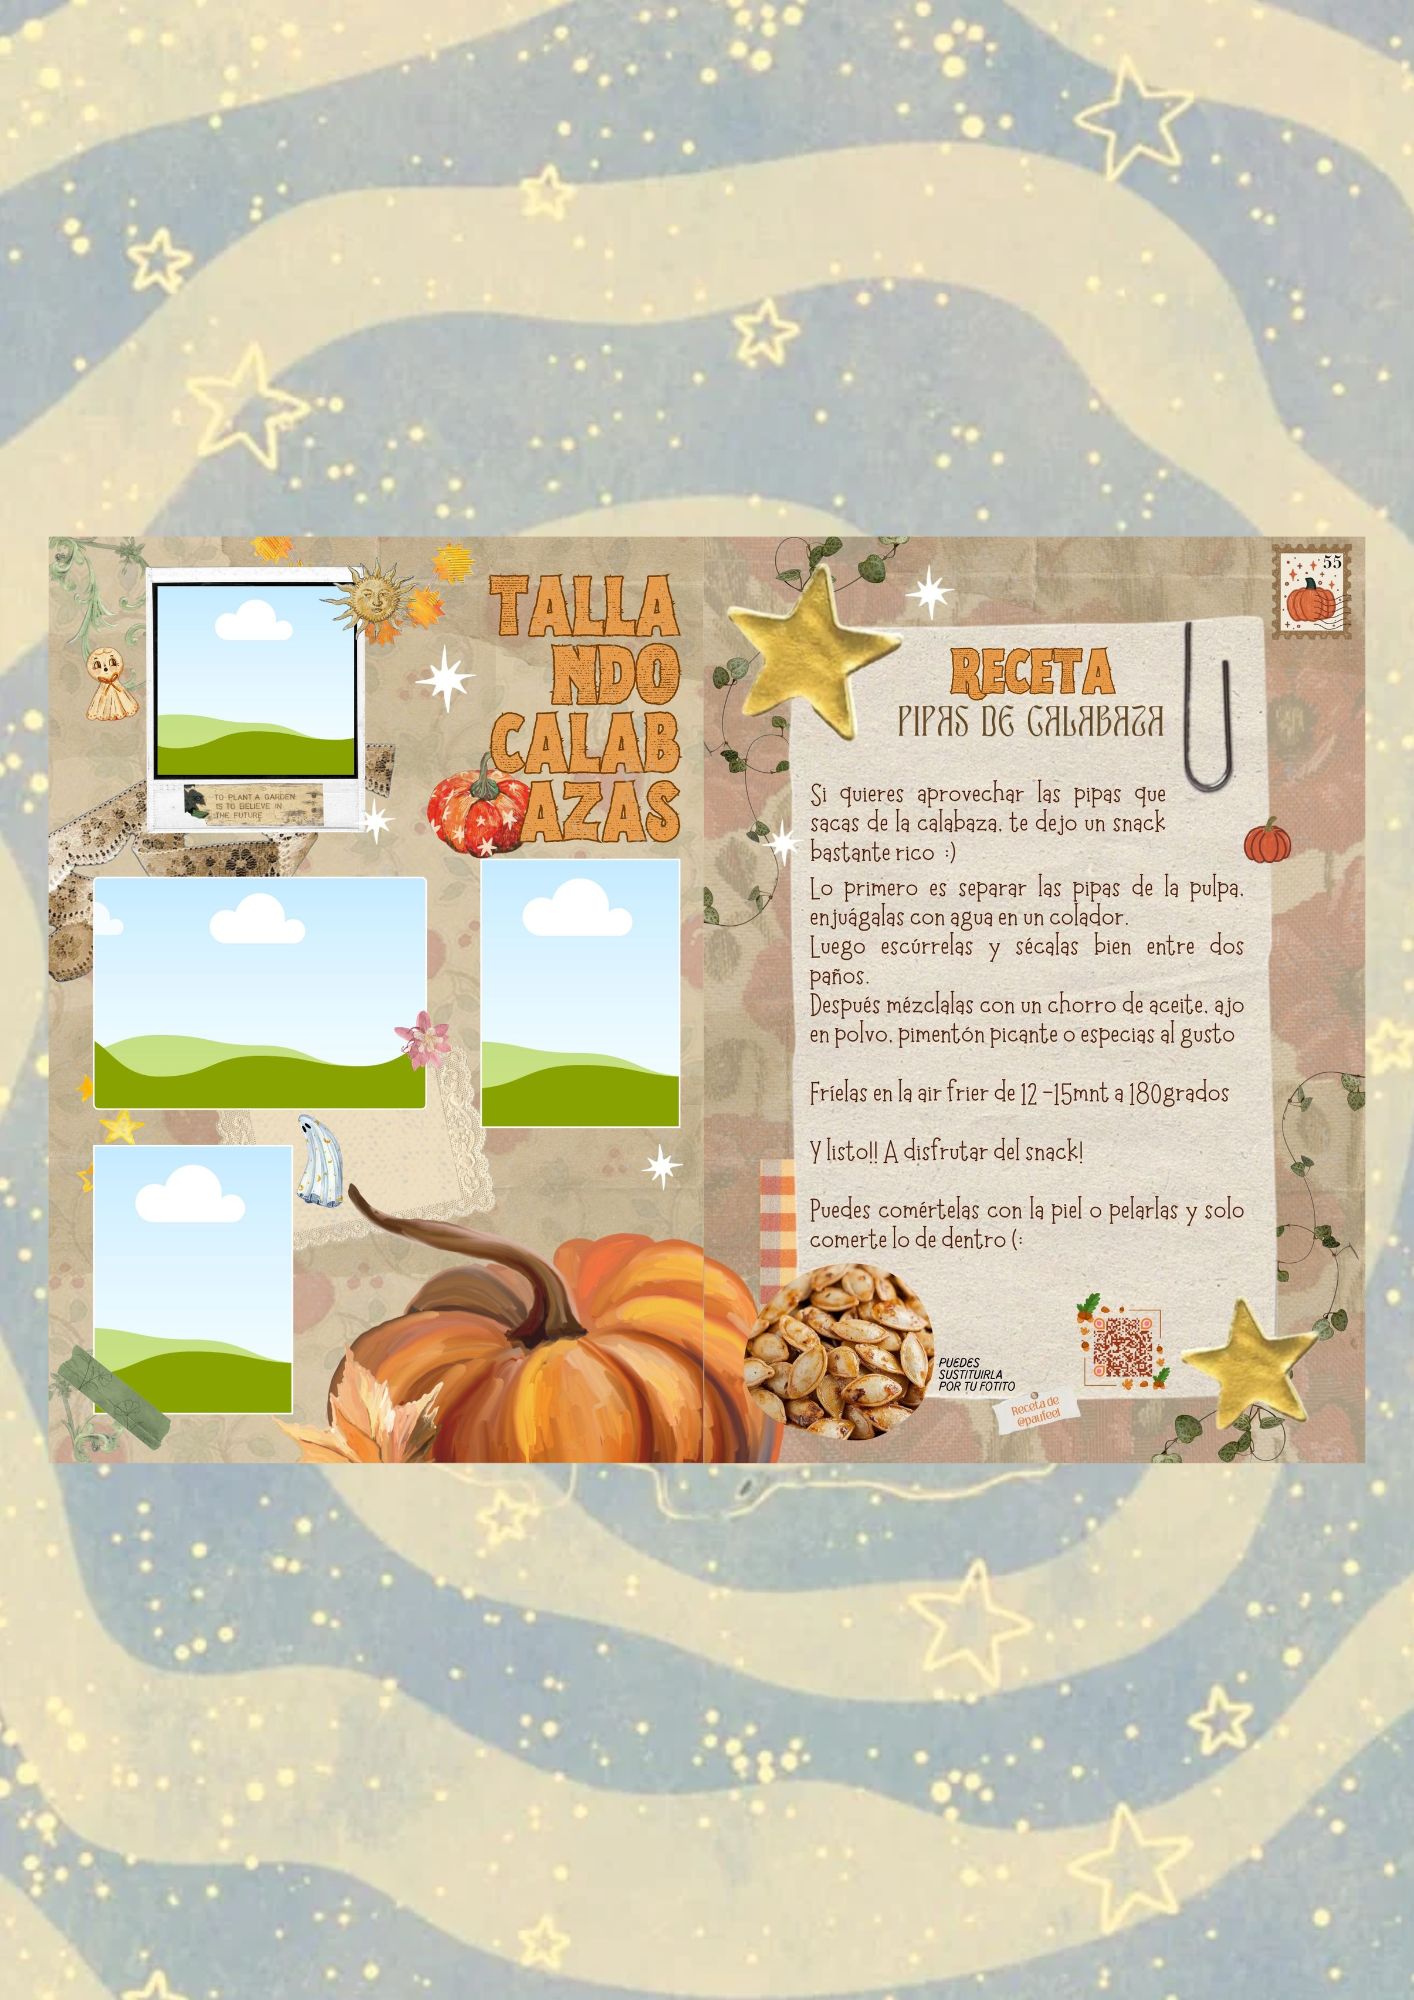 TALLA
NDO
CALAB
AZAS
TO PLANT A GARDEN
IS TO BELIEVE IN
THE FUTURE
55
RECETA
PIPAS DE CALABAZA
Si quieres aprovechar las pipas que
sacas de la calabaza, te dejo un snack
bastante rico :)
Lo primero es separar las pipas de la pulpa,
enjuágalas con agua en un colador.
Luego escúrrelas y sécalas bien entre dos
paños.
Después mézclalas con un chorro de aceite, ajo
en polvo, pimentón picante o especias al gusto
Fríelas en la air frier de 12 -15mnt a 180grados
Y listo!! A disfrutar del snack!
Puedes comértelas con la piel o pelarlas y solo
comerte lo de dentro (:
PUEDES
SUSTITUIRLA
POR TU FOTITO
Receta de
@paufeel